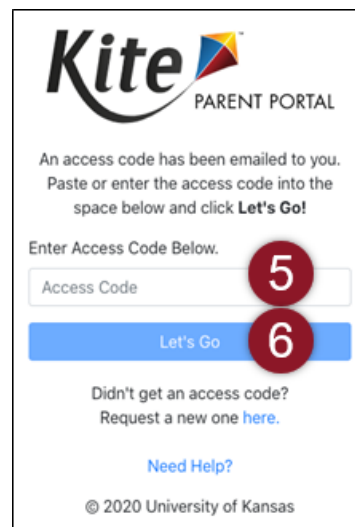 Kite
PARENT PORTAL
An access code has been emailed to you.
Paste or enter the access code into the
space below and click Let's Go!
Enter Access Code Below.
Access Code
5
Let's Go
6
Didn't get an access code?
Request a new one here.
Need Help?
© 2020 University of Kansas